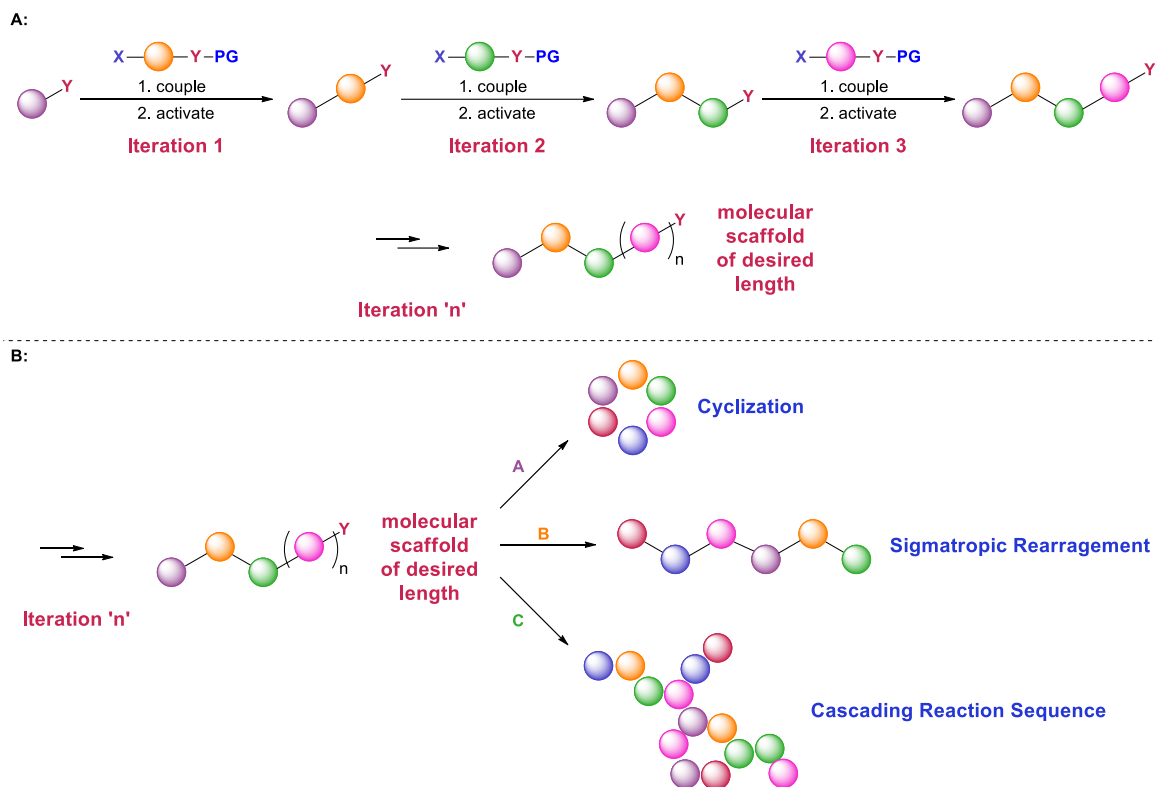 A:
X Y PG X Y PG X Y PG
Y 1. couple Y 1. couple Y 1. couple Y
2. activate 2. activate 2. activate
Iteration 1 Iteration 2 Iteration 3
Y molecular
scaffold
n of desired
length
Iteration 'n'
B:
Cyclization
A
Y molecular
scaffold B Sigmatropic Rearragement
n of desired
length
Iteration 'n'
C
Cascading Reaction Sequence